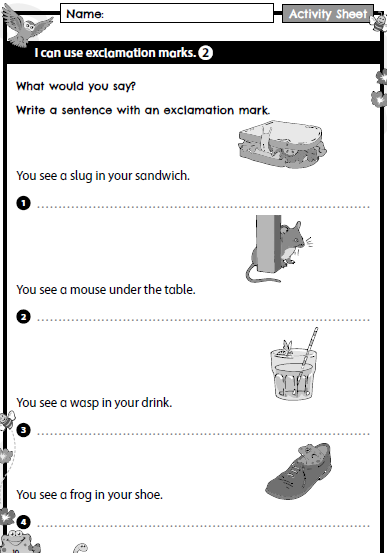 Name:
Activity Sheet
I can use exclamation marks. 2
What would you say?
Write a sentence with an exclamation mark.
You see a slug in your sandwich.
1
You see a mouse under the table.
2
You see a wasp in your drink.
3
You see a frog in your shoe.
4
10